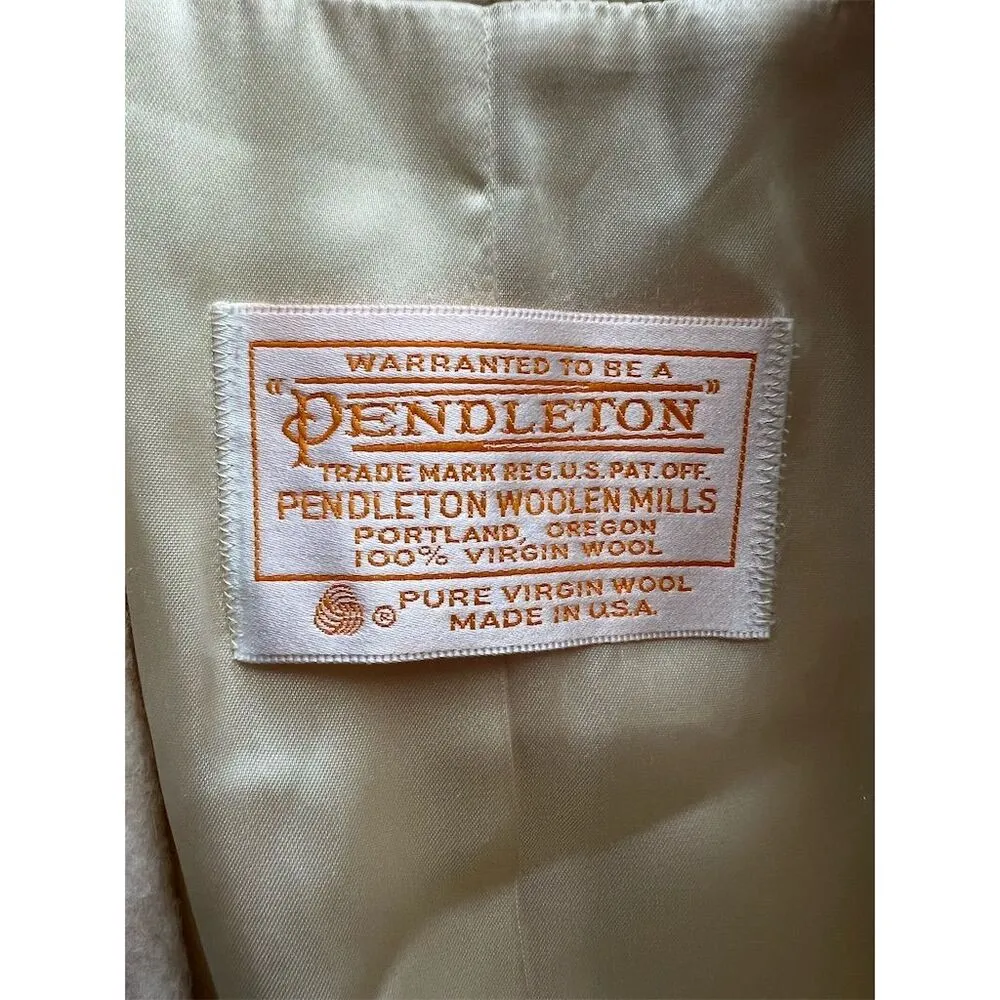 WARRANTED TO BE A
"PENDLETON"
TRADE MARK REG.U.S.PAT.OFF.
PENDLETON WOOLEN MILLS
PORTLAND, OREGON
100% VIRGIN WOOL
® PURE VIRGIN WOOL
MADE IN U.S.A.